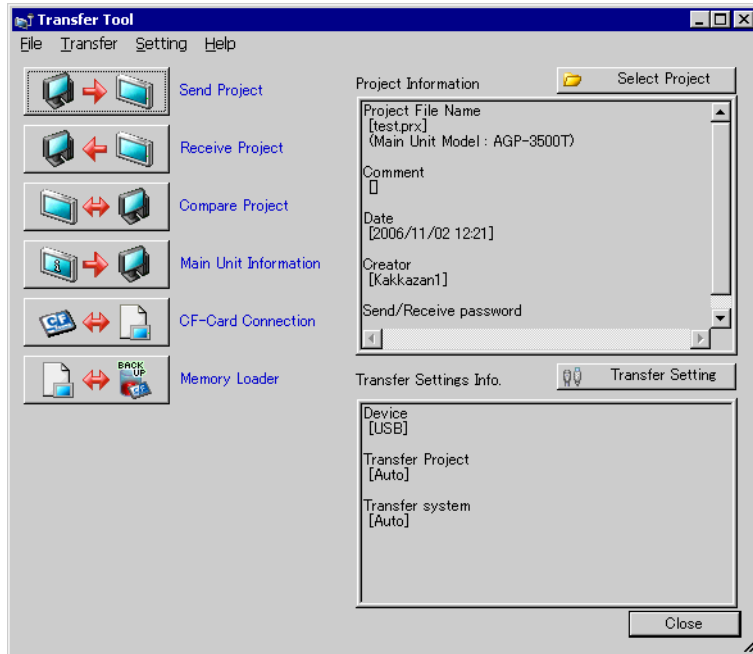 Transfer Tool
File Transfer Setting Help
Send Project
Receive Project
Compare Project
Main Unit Information
CF
CF-Card Connection
BACK
UP
CF
Memory Loader
Project Information
Select Project
Project File Name
[test.prx]
(Main Unit Model : AGP-3500T)
Comment
[]
Date
[2006/11/02 12:21]
Creator
[Kakkazan1]
Send/Receive password
Transfer Settings Info.
Transfer Setting
Device
[USB]
Transfer Project
[Auto]
Transfer system
[Auto]
Close